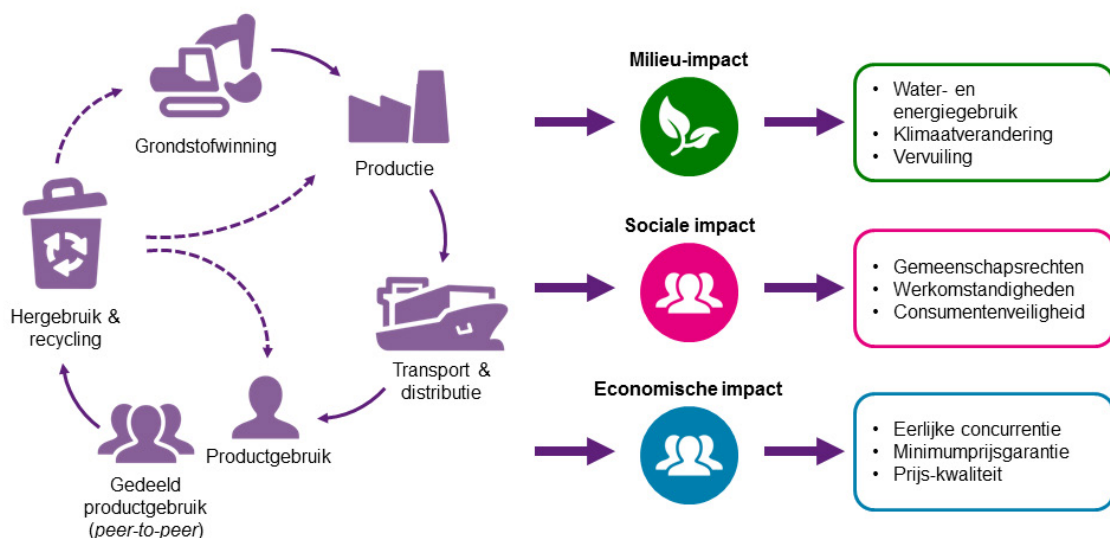 Grondstofwinning
Productie
Transport &
distributie
Productgebruik
Gedeeld
productgebruik
(peer-to-peer)
Hergebruik &
recycling
Milieu-impact
• Water- en
energiegebruik
• Klimaatverandering
• Vervuiling
Sociale impact
• Gemeenschapsrechten
• Werkomstandigheden
• Consumentenveiligheid
Economische impact
• Eerlijke concurrentie
• Minimumprijsgarantie
• Prijs-kwaliteit